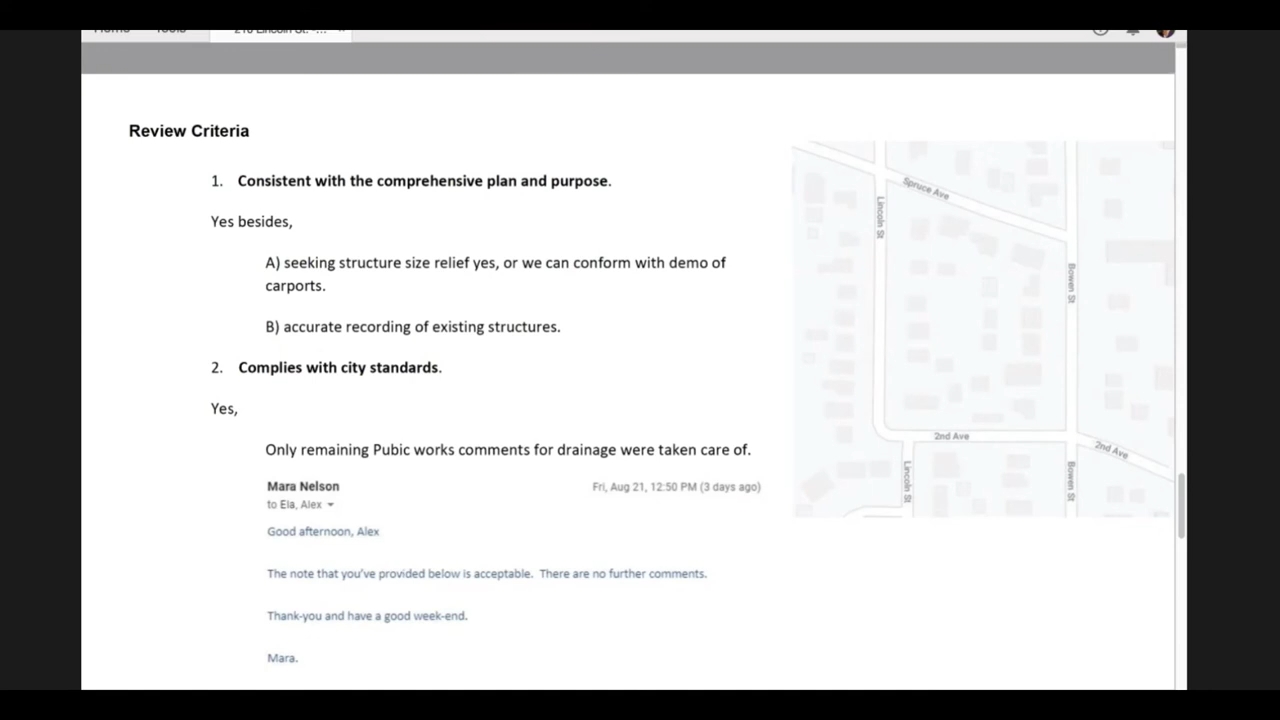 Home Tools 210 Lincoln St. -...
Review Criteria
1. Consistent with the comprehensive plan and purpose.
Yes besides,
A) seeking structure size relief yes, or we can conform with demo of
carports.
B) accurate recording of existing structures.
2. Complies with city standards.
Yes,
Only remaining Pubic works comments for drainage were taken care of.
Mara Nelson Fri, Aug 21, 12:50 PM (3 days ago)
to Ela, Alex
Good afternoon, Alex
The note that you've provided below is acceptable. There are no further comments.
Thank-you and have a good week-end.
Mara.
Spruce Ave
Lincoln St
Bowen St
2nd Ave
2nd Ave
Lincoln St
Bowen St